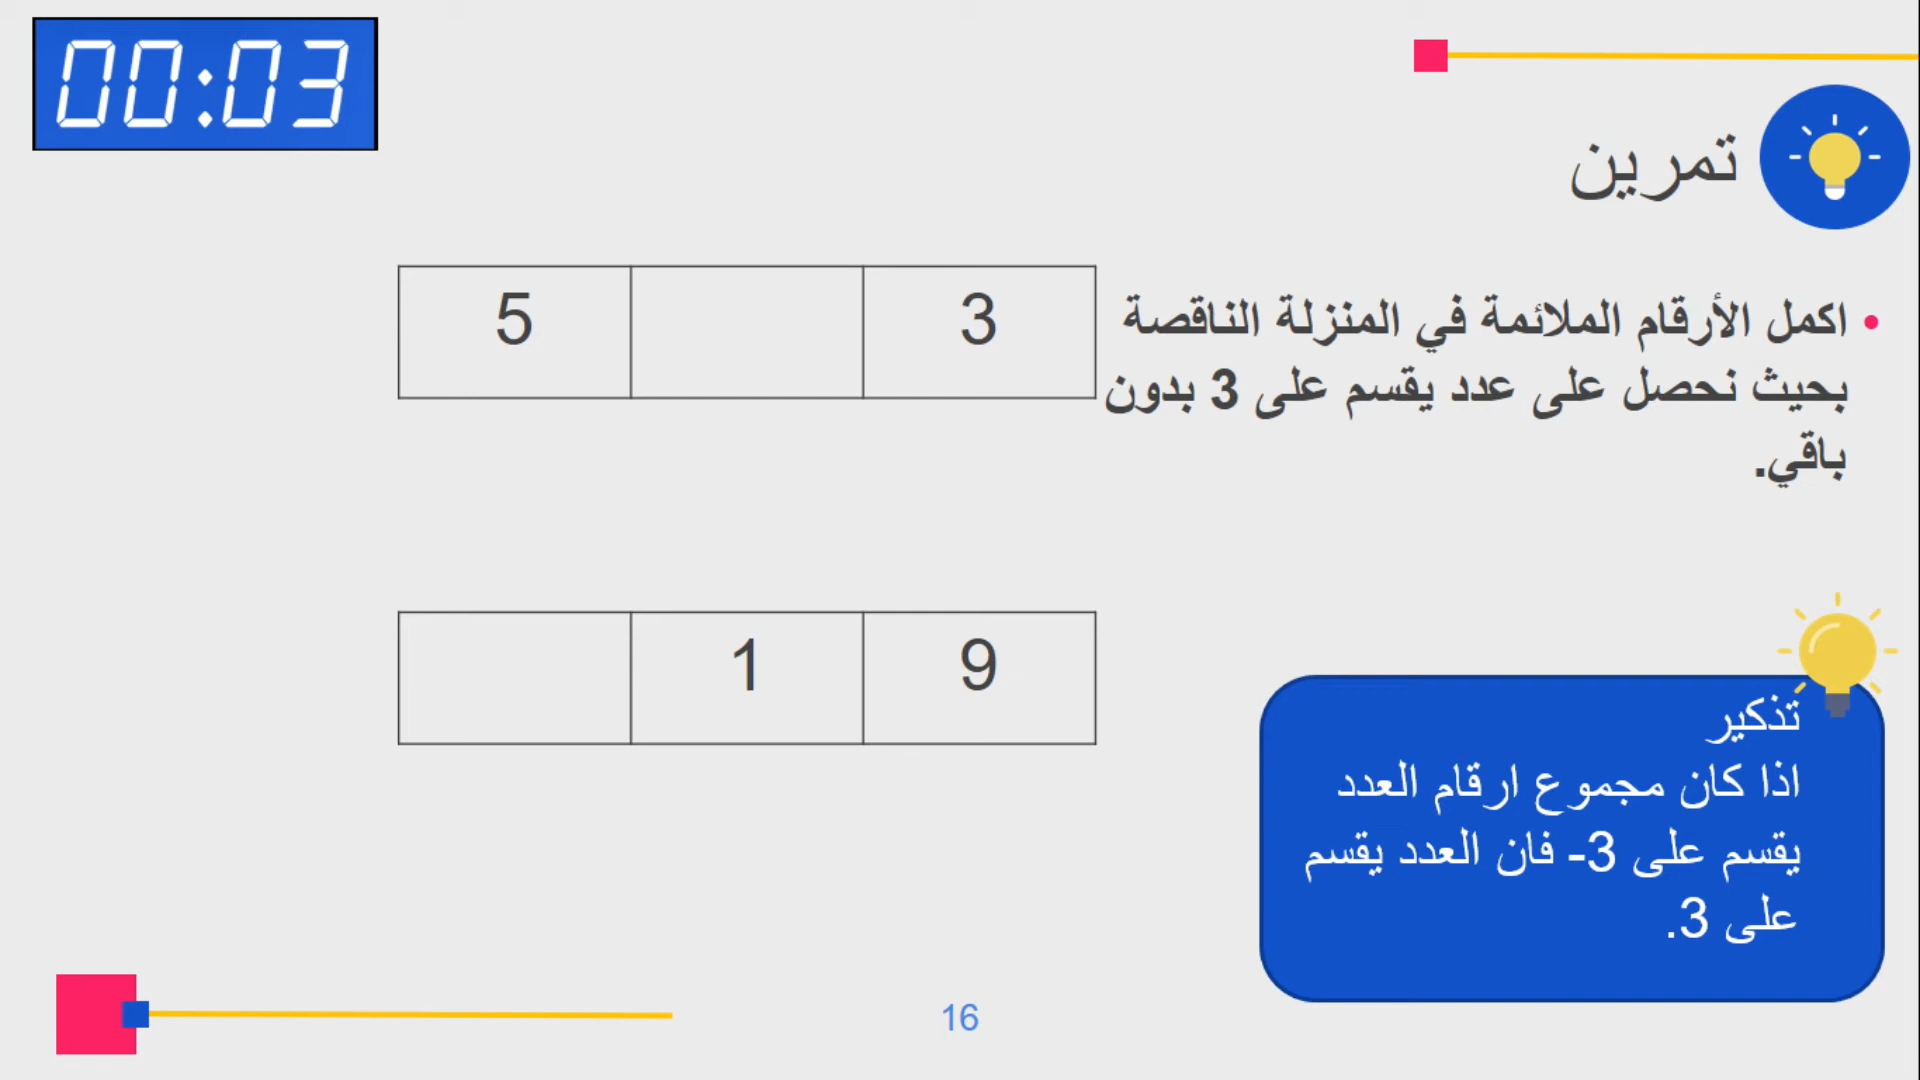 00:03
تمرين
• اكمل الأرقام الملائمة في المنزلة الناقصة
بحيث نحصل على عدد يقسم على 3 بدون
باقي.
5 3
1 9
تذكير
اذا كان مجموع ارقام العدد
يقسم على 3- فان العدد يقسم
على 3.
16